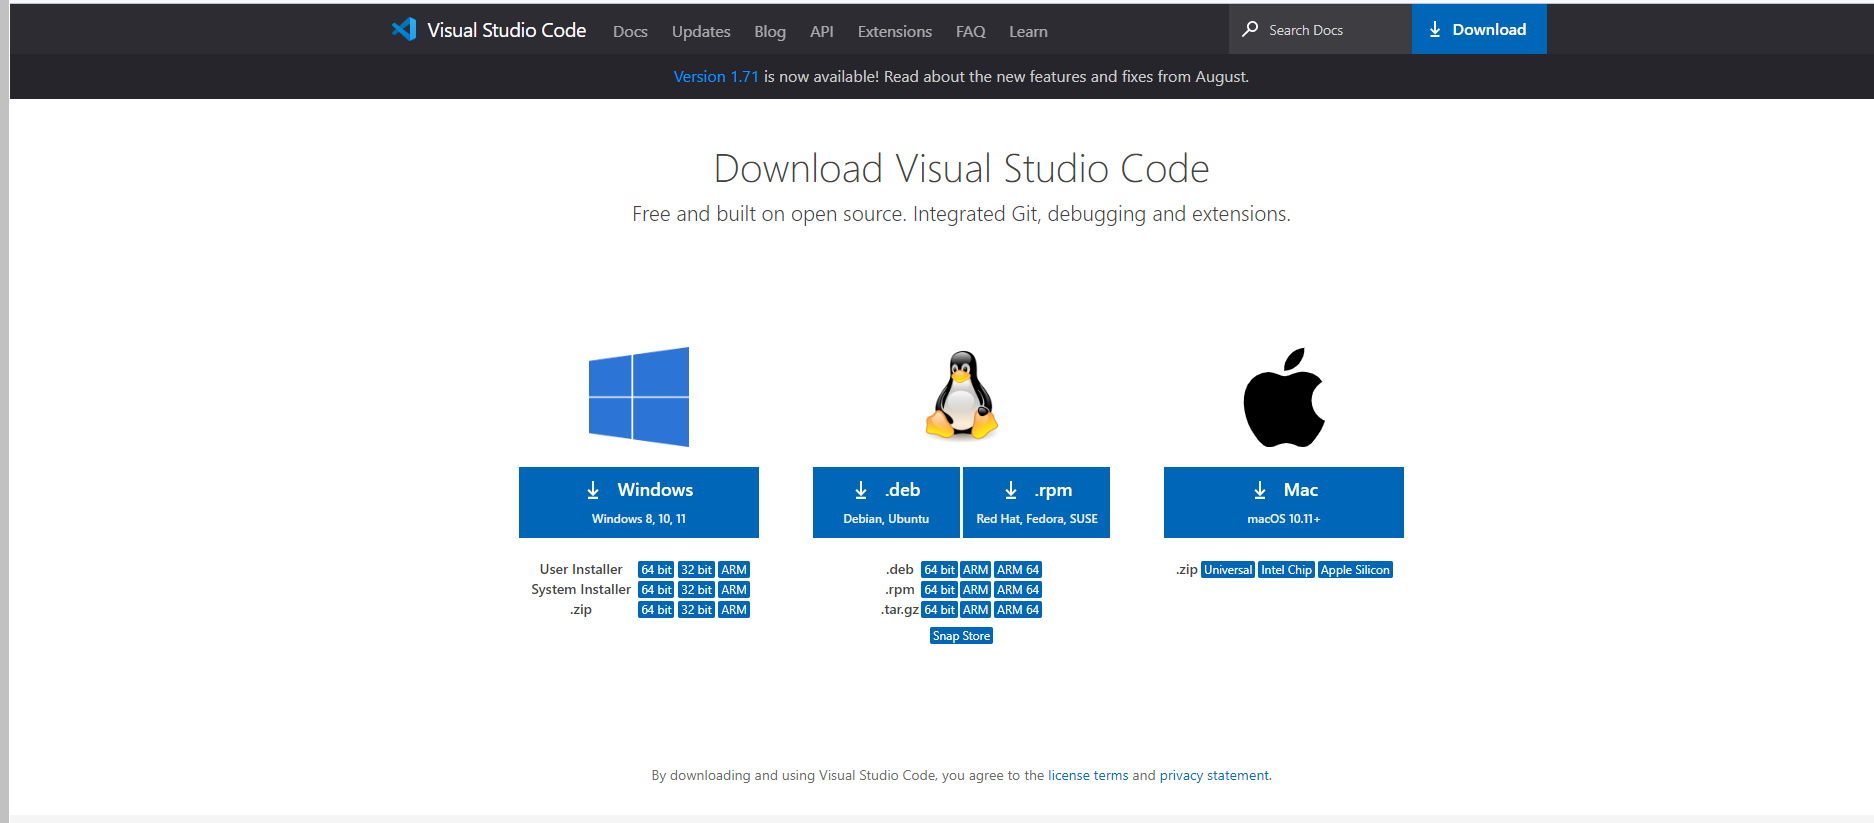 Visual Studio Code Docs Updates Blog API Extensions FAQ Learn Search Docs Download
Version 1.71 is now available! Read about the new features and fixes from August.
Download Visual Studio Code
Free and built on open source. Integrated Git, debugging and extensions.
Windows
Windows 8, 10, 11
User Installer 64 bit 32 bit ARM
System Installer 64 bit 32 bit ARM
.zip 64 bit 32 bit ARM
.deb
Debian, Ubuntu
.rpm
Red Hat, Fedora, SUSE
.deb 64 bit ARM ARM 64
.rpm 64 bit ARM ARM 64
.tar.gz 64 bit ARM ARM 64
Snap Store
Mac
macOS 10.11+
.zip Universal Intel Chip Apple Silicon
By downloading and using Visual Studio Code, you agree to the license terms and privacy statement.